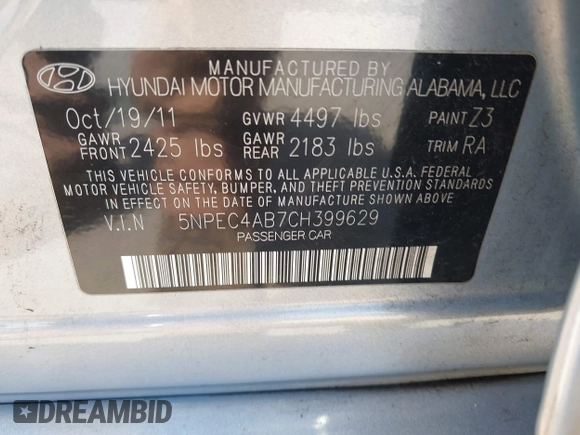 MANUFACTURED BY
HYUNDAI MOTOR MANUFACTURING ALABAMA, LLC
Oct/19/11 GVWR 4497 lbs PAINT Z3
GAWR FRONT 2425 lbs GAWR REAR 2183 lbs TRIM RA
THIS VEHICLE CONFORMS TO ALL APPLICABLE U.S.A. FEDERAL
SAFETY, BUMPER, AND THEFT PREVENTION STANDARDS
IN EFFECT ON THE DATE OF MANUFACTURE SHOWN ABOVE.
V.I.N 5NPEC4AB7CH399629
PASSENGER CAR
DREAMBID